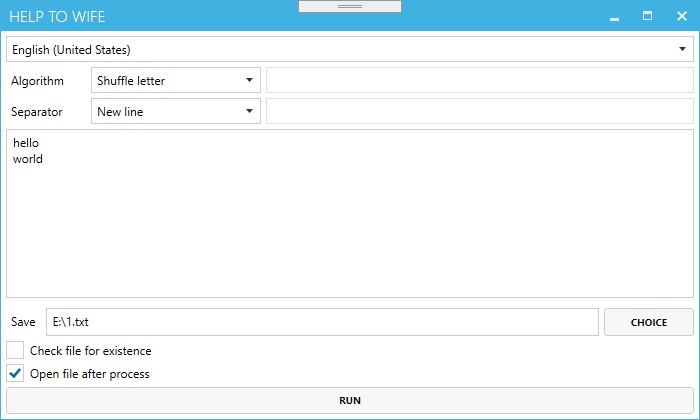 HELP TO WIFE
English (United States)
Algorithm Shuffle letter
Separator New line
hello
world
Save E:\1.txt CHOICE
Check file for existence
Open file after process
RUN